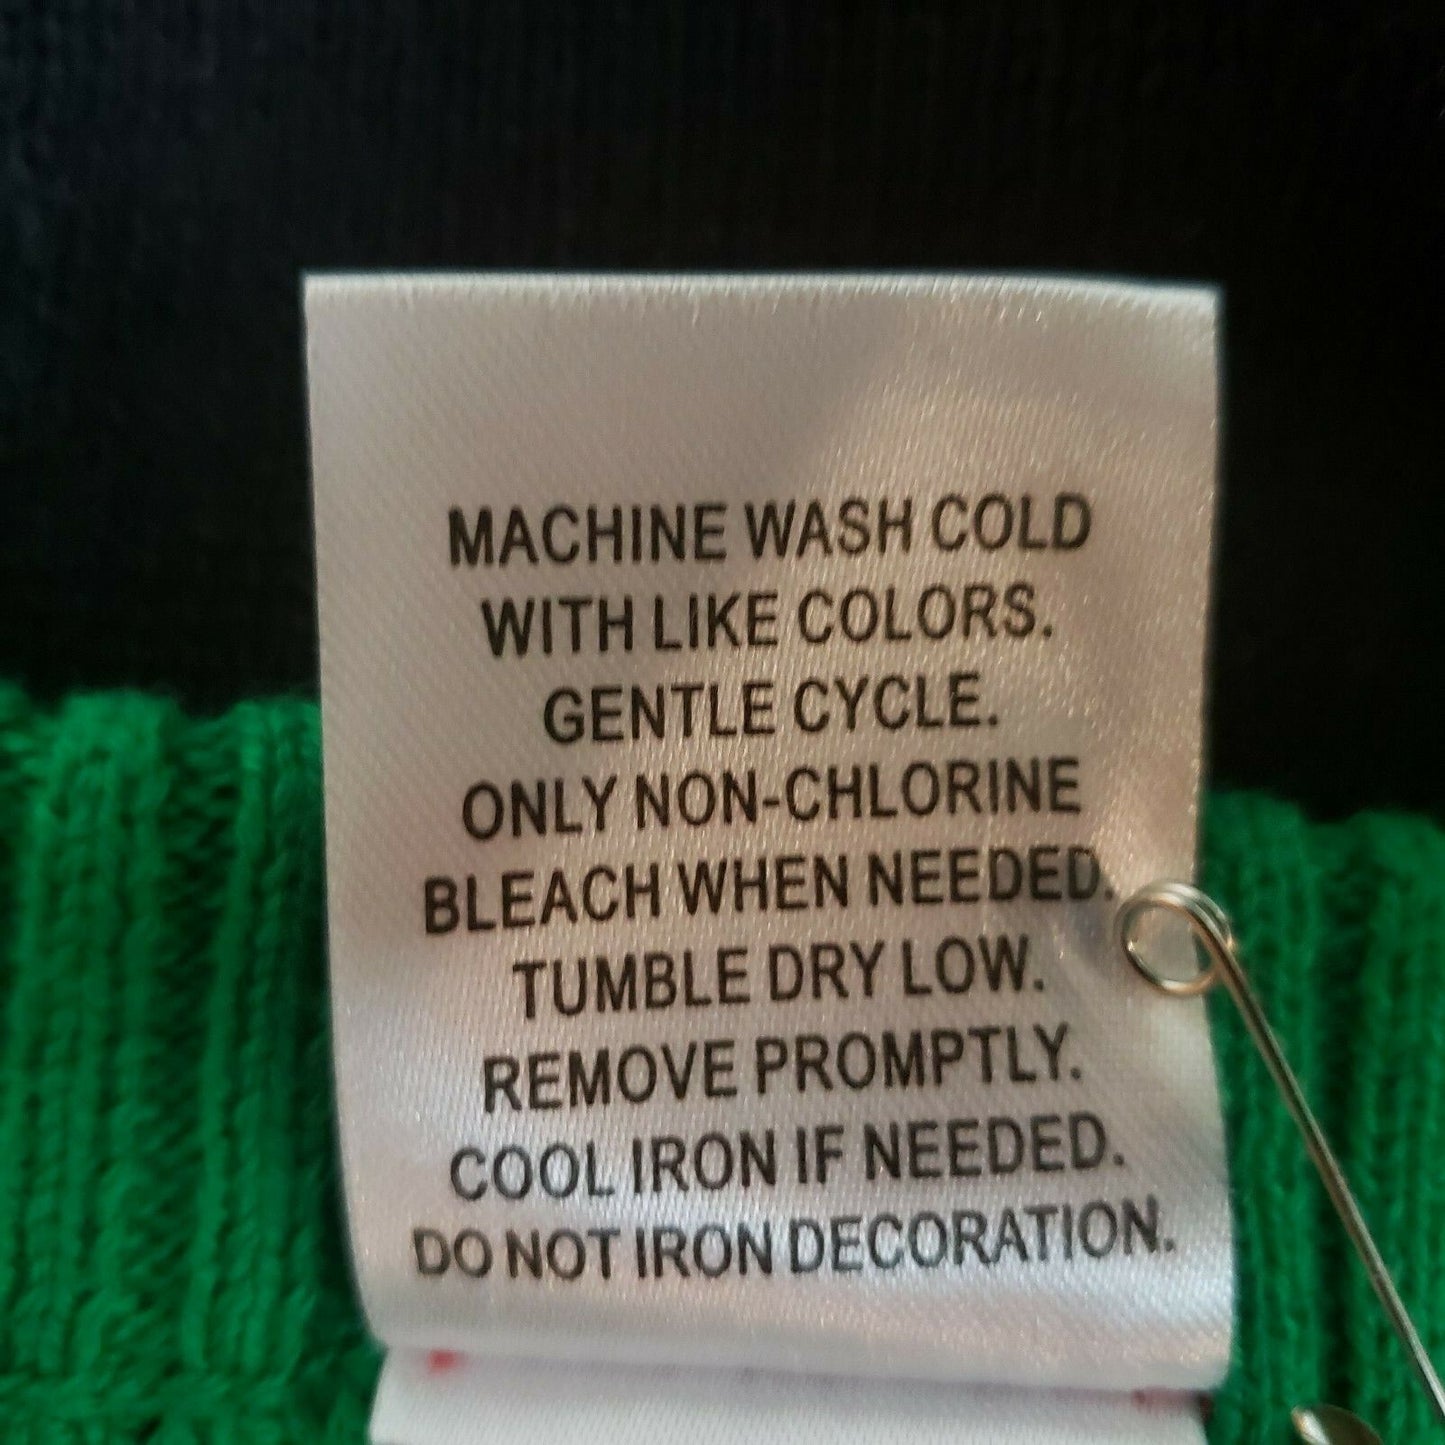 MACHINE WASH COLD
WITH LIKE COLORS.
GENTLE CYCLE.
ONLY NON-CHLORINE
BLEACH WHEN NEEDED.
TUMBLE DRY LOW.
REMOVE PROMPTLY.
COOL IRON IF NEEDED.
DO NOT IRON DECORATION.